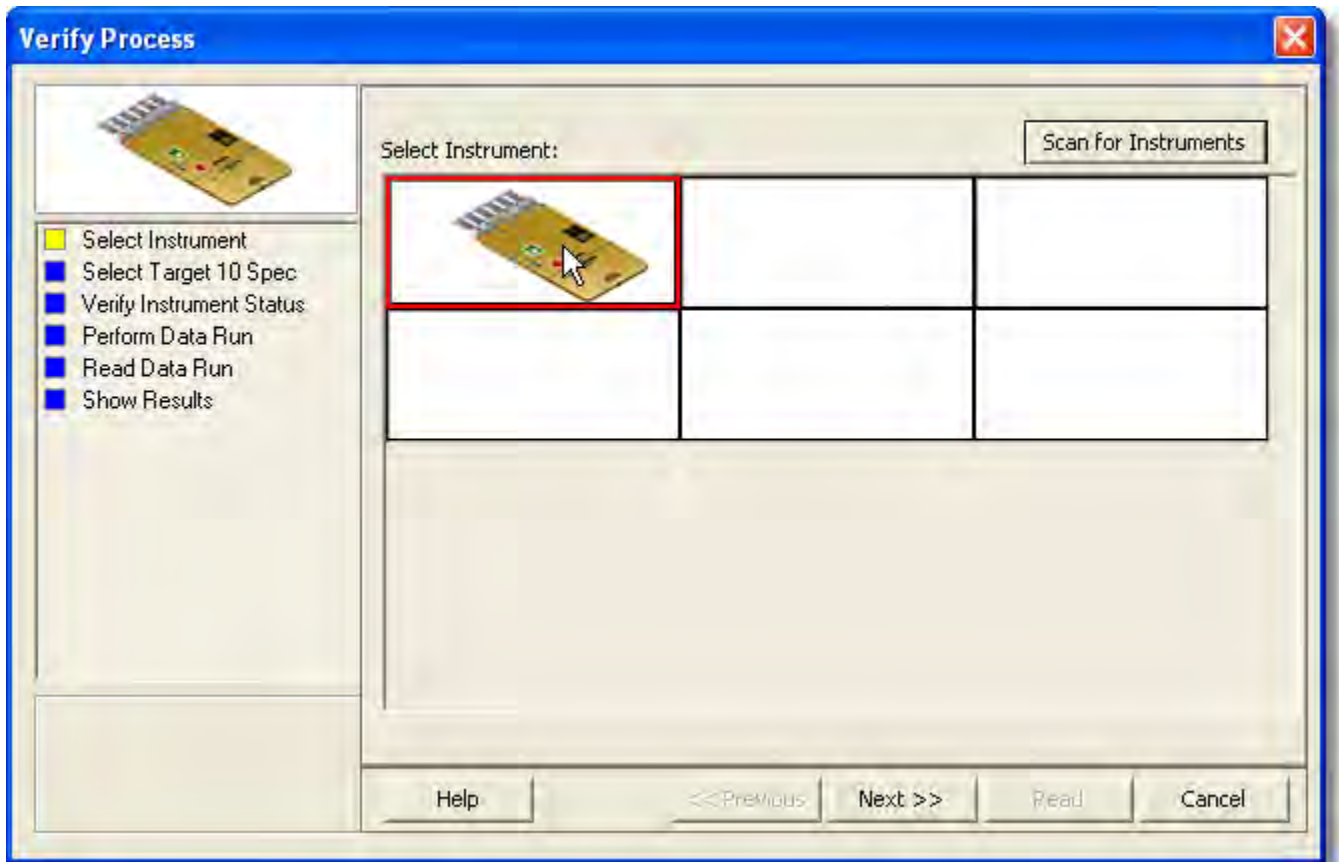 Verify Process
Select Instrument:
Scan for Instruments
Select Instrument
Select Target 10 Spec
Verify Instrument Status
Perform Data Run
Read Data Run
Show Results
Help
<< Previous
Next >>
Read
Cancel